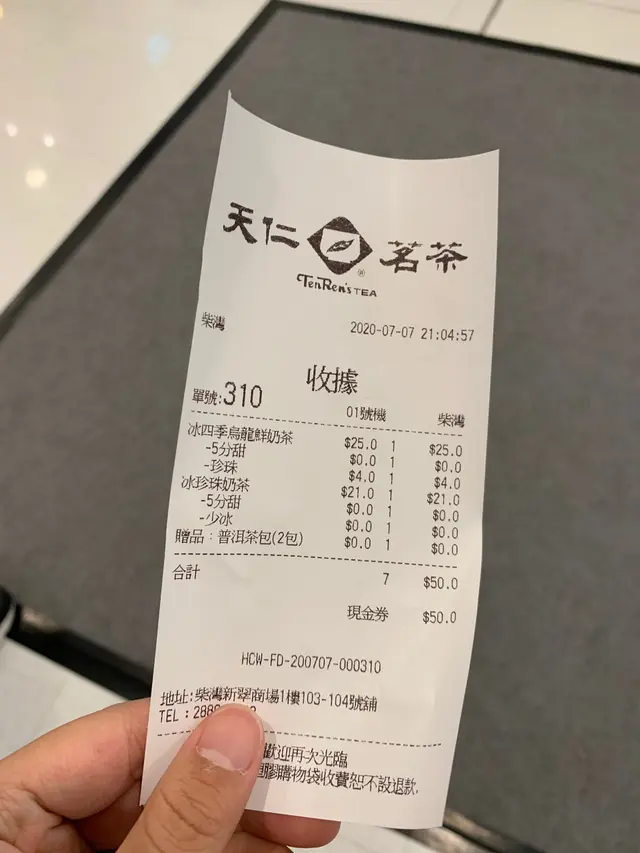 天仁茗茶
TenRen's TEA
柴灣 2020-07-07 21:04:57
收據
單號:310 01號機 柴灣
冰四季烏龍鮮奶茶 $25.0 1 $25.0
-5分甜 $0.0 1 $0.0
-珍珠 $4.0 1 $4.0
冰珍珠奶茶 $21.0 1 $21.0
-5分甜 $0.0 1 $0.0
-少冰 $0.0 1 $0.0
贈品：普洱茶包(2包) $0.0 1 $0.0
合計 7 $50.0
現金券 $50.0
HCW-FD-200707-000310
地址:柴灣新翠商場1樓103-104號舖
TEL：
歡迎再次光臨
膠購物袋收費恕不設退款.